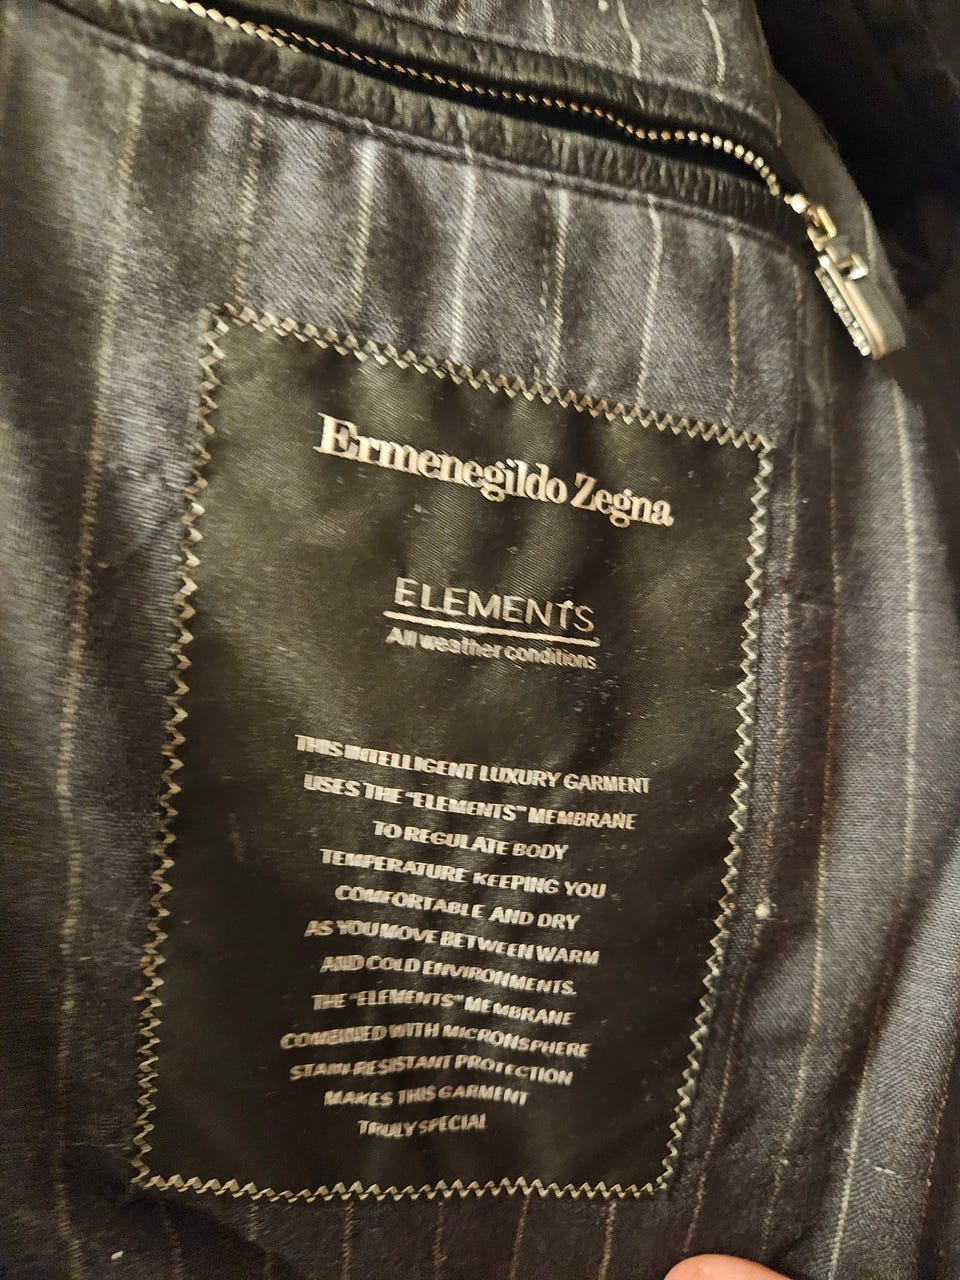 Ermenegildo Zegna
ELEMENTS
All weather conditions
THIS INTELLIGENT LUXURY GARMENT
USES THE "ELEMENTS" MEMBRANE
TO REGULATE BODY
TEMPERATURE KEEPING YOU
COMFORTABLE AND DRY
AS YOU MOVE BETWEEN WARM
AND COLD ENVIRONMENTS.
THE "ELEMENTS" MEMBRANE
COMBINED WITH MICRONSPHERE
STAIN-RESISTANT PROTECTION
MAKES THIS GARMENT
TRULY SPECIAL